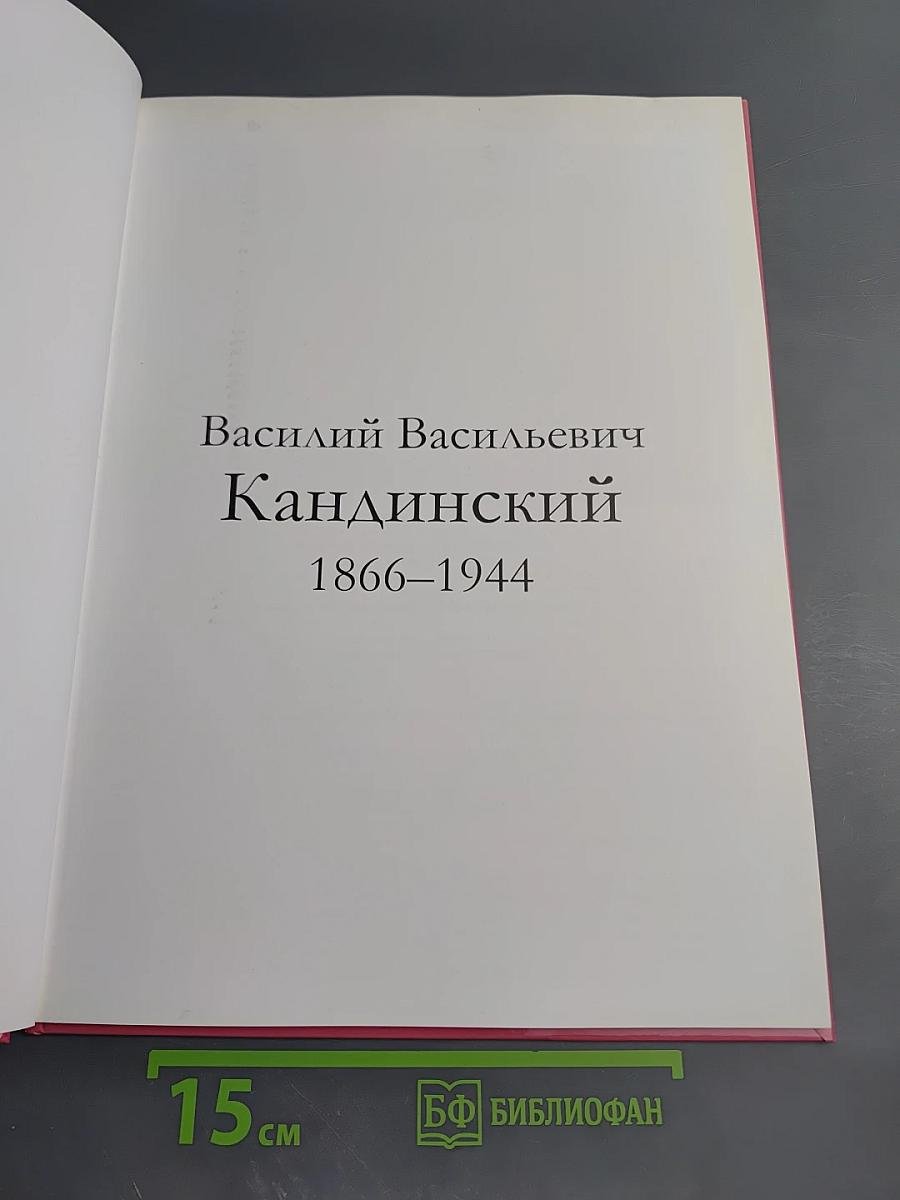 Василий Васильевич
Кандинский
1866–1944
15 см
БФ БИБЛИОФАН